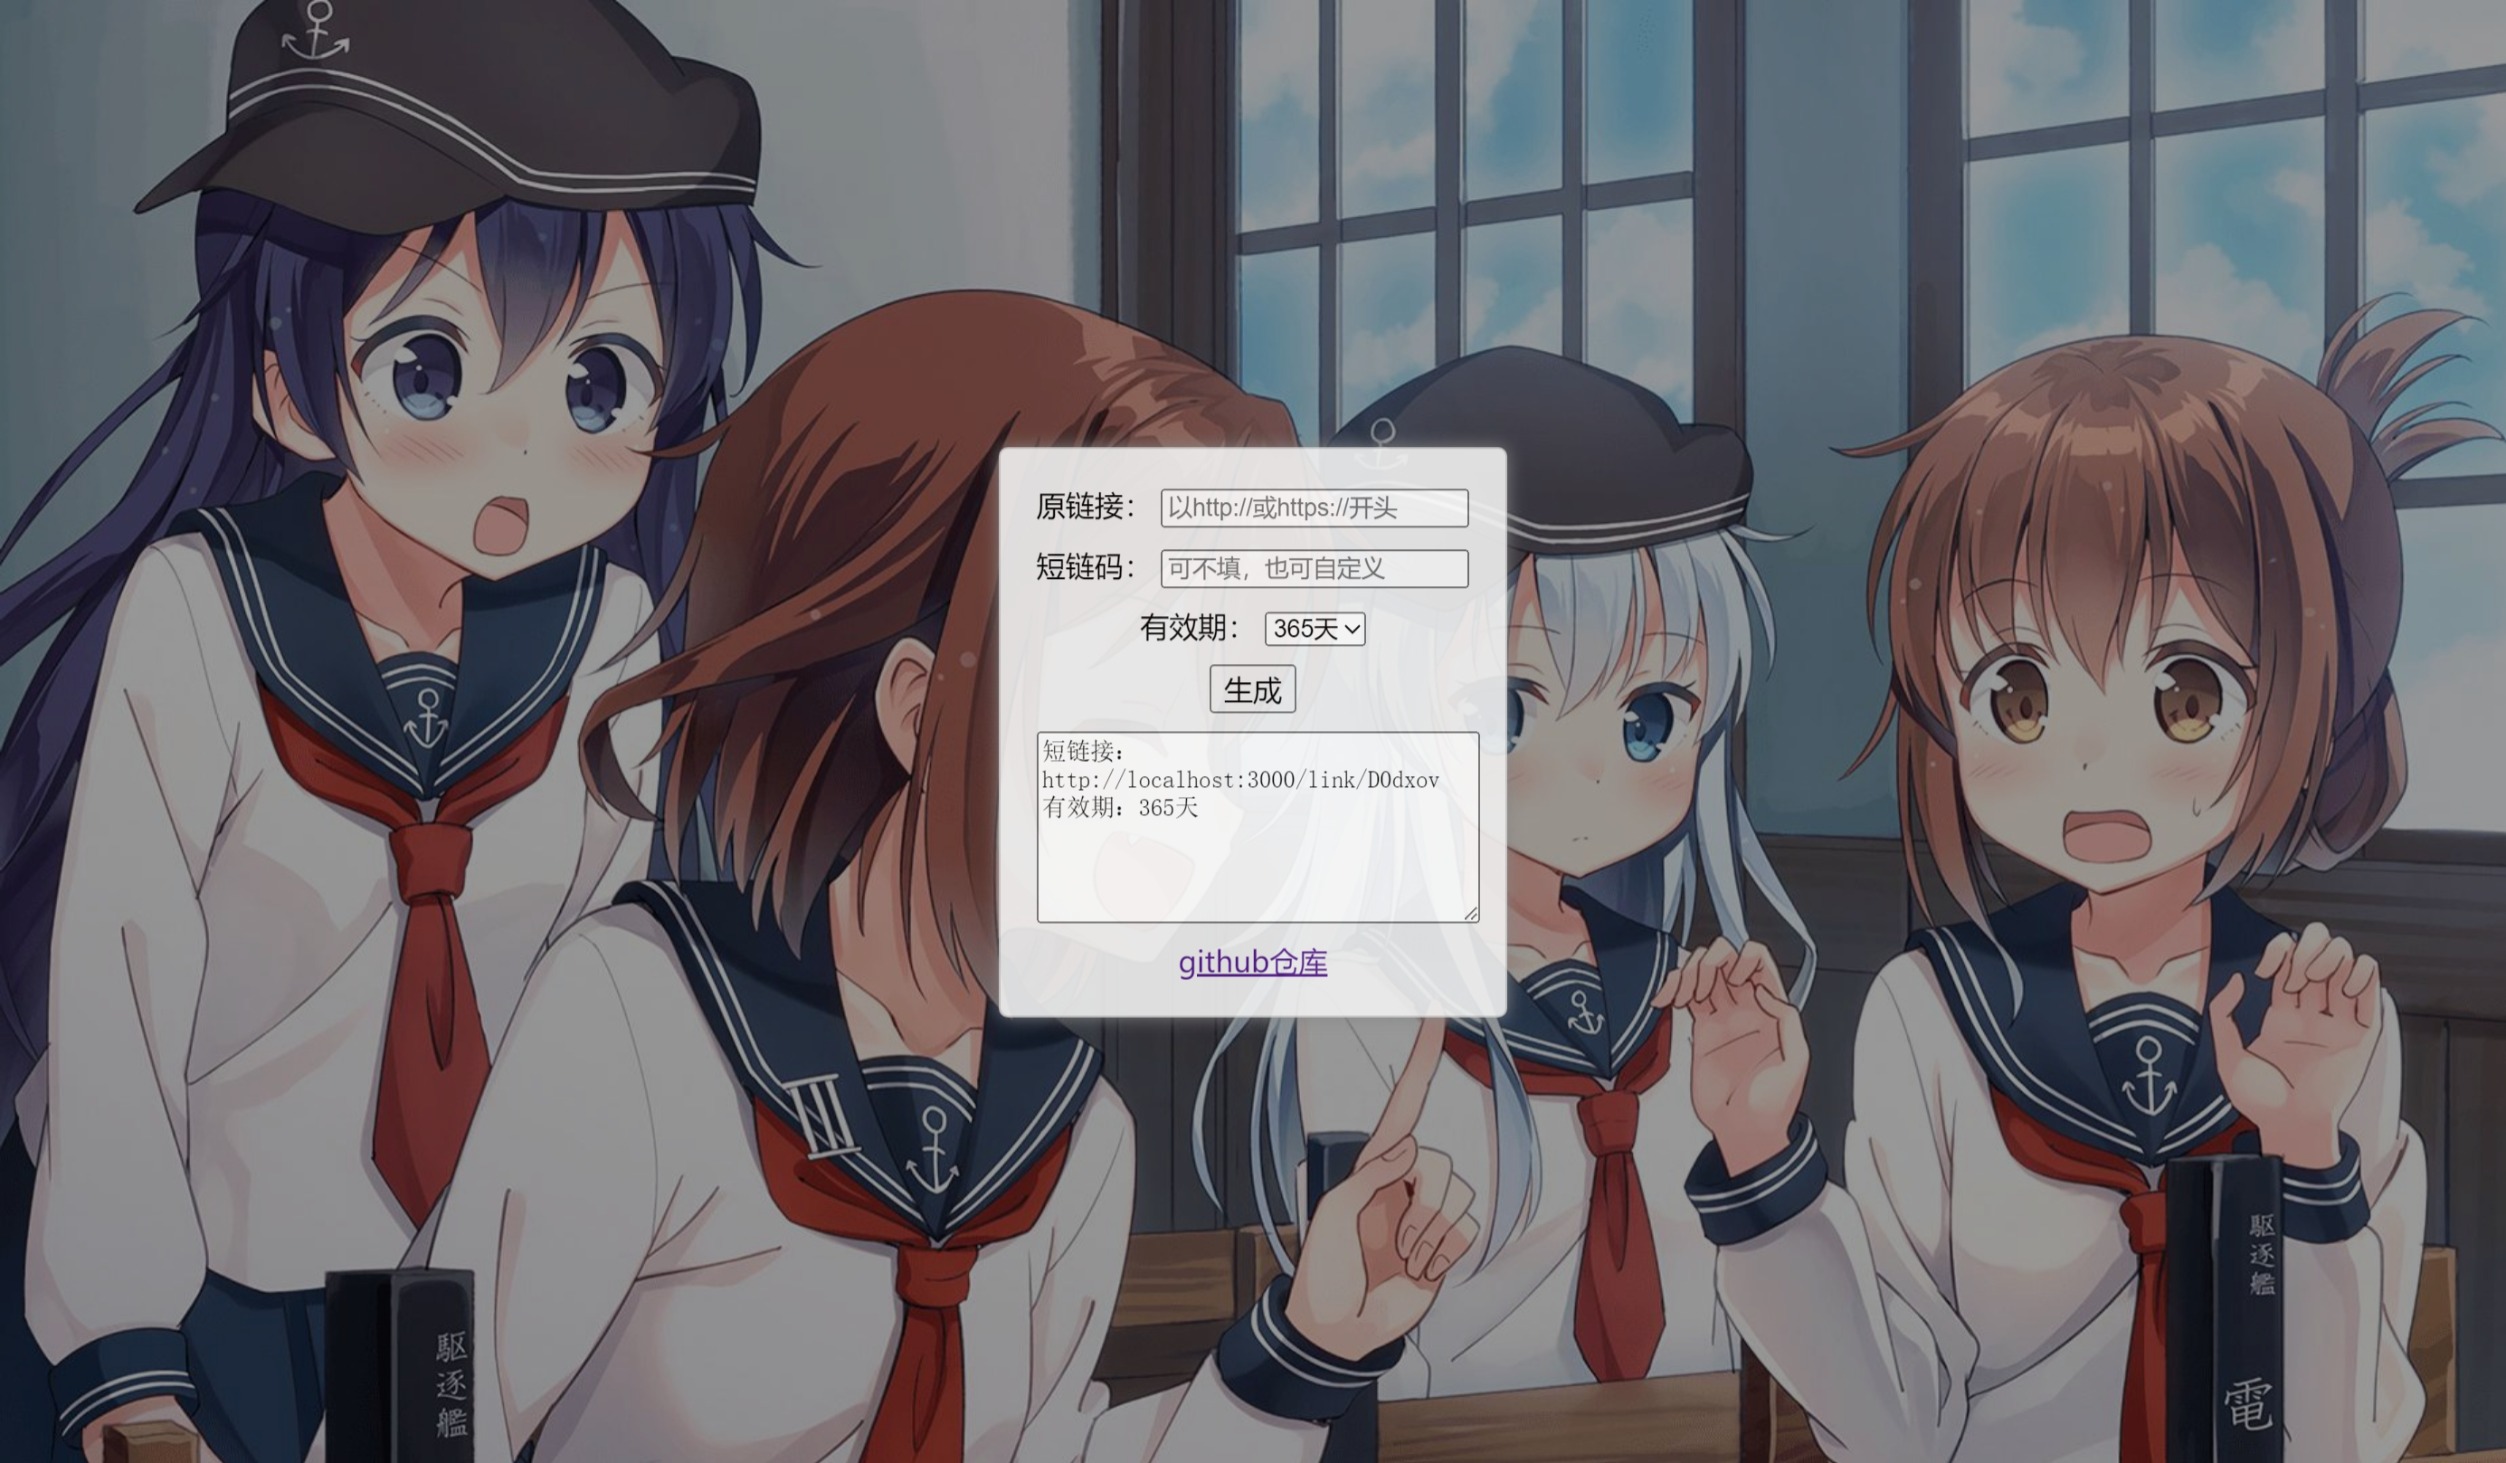 原链接： 以http://或https://开头
短链码： 可不填，也可自定义
有效期： 365天
生成
短链接：
http://localhost:3000/link/D0dxov
有效期：365天
github仓库
III
駆逐艦
駆逐艦
電